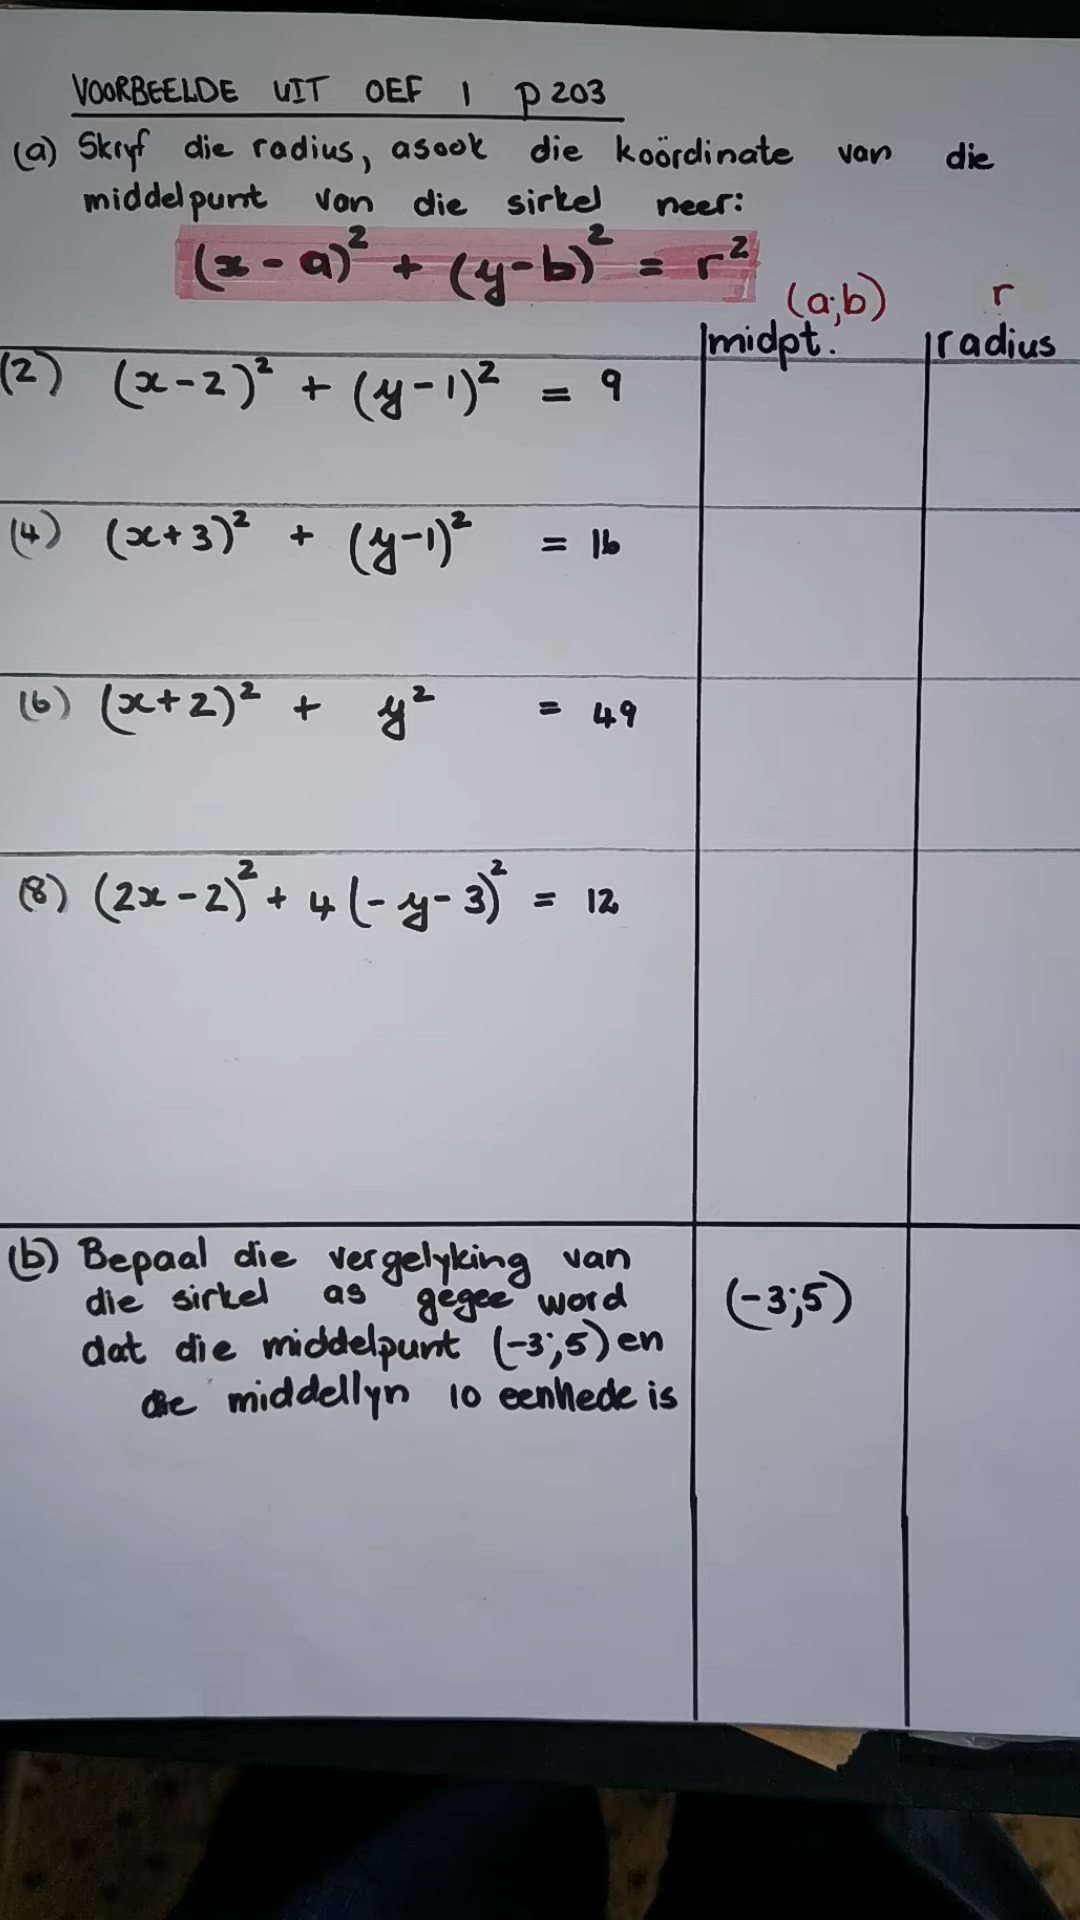 VOORBEELDE UIT OEF 1 p 203
(a) Skryf die radius, asook die koördinate van die
middelpunt van die sirkel neer:
(x - a)² + (y - b)² = r²
(a;b) r
midpt. radius
(2) (x - 2)² + (y - 1)² = 9
(4) (x + 3)² + (y - 1)² = 16
(6) (x + 2)² + y² = 49
(8) (2x - 2)² + 4(-y - 3)² = 12
(b) Bepaal die vergelyking van
die sirkel as gegee word
dat die middelpunt (-3;5) en
die middellyn 10 eenhede is
(-3;5)